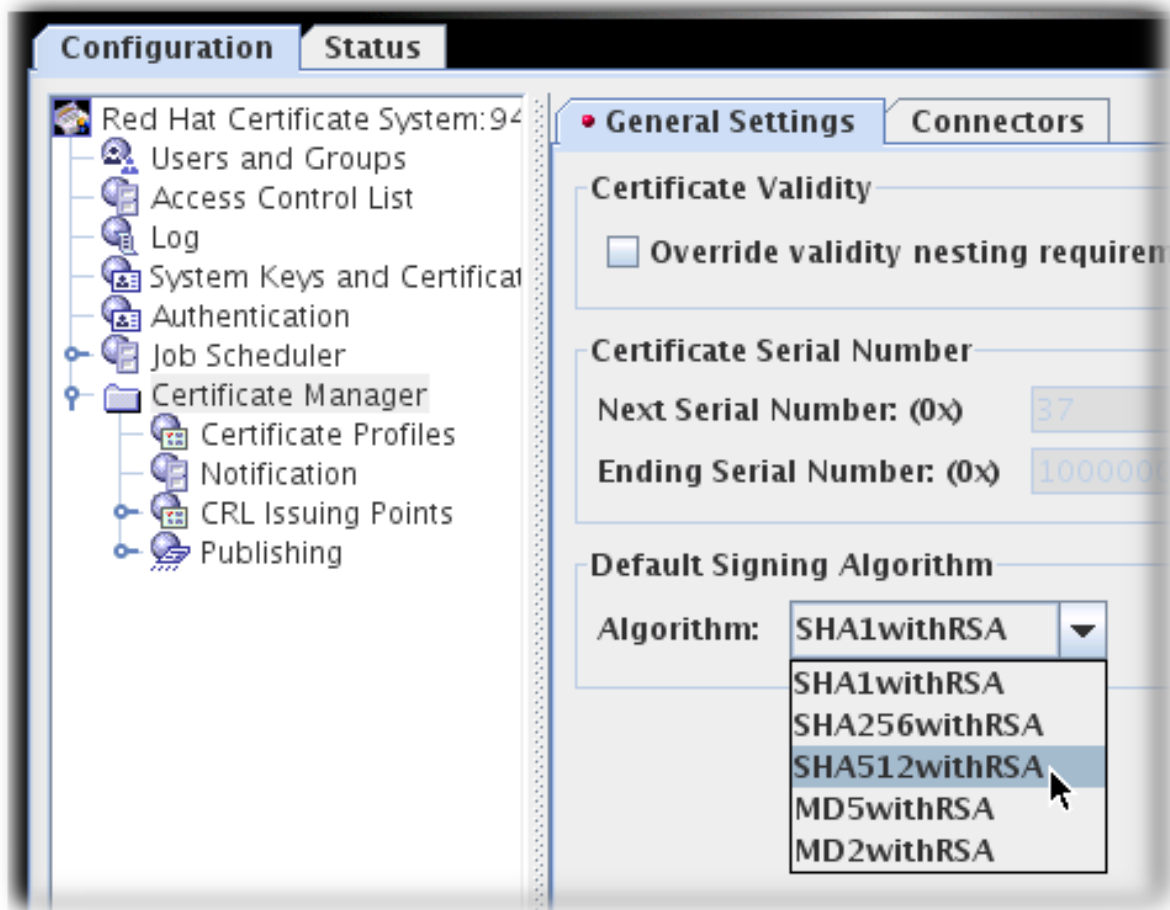 Configuration
Status
Red Hat Certificate System:94
Users and Groups
Access Control List
Log
System Keys and Certificat
Authentication
Job Scheduler
Certificate Manager
Certificate Profiles
Notification
CRL Issuing Points
Publishing
General Settings
Connectors
Certificate Validity
Override validity nesting requirem
Certificate Serial Number
Next Serial Number: (0x) 37
Ending Serial Number: (0x) 1000000
Default Signing Algorithm
Algorithm: SHA1withRSA
SHA1withRSA
SHA256withRSA
SHA512withRSA
MD5withRSA
MD2withRSA